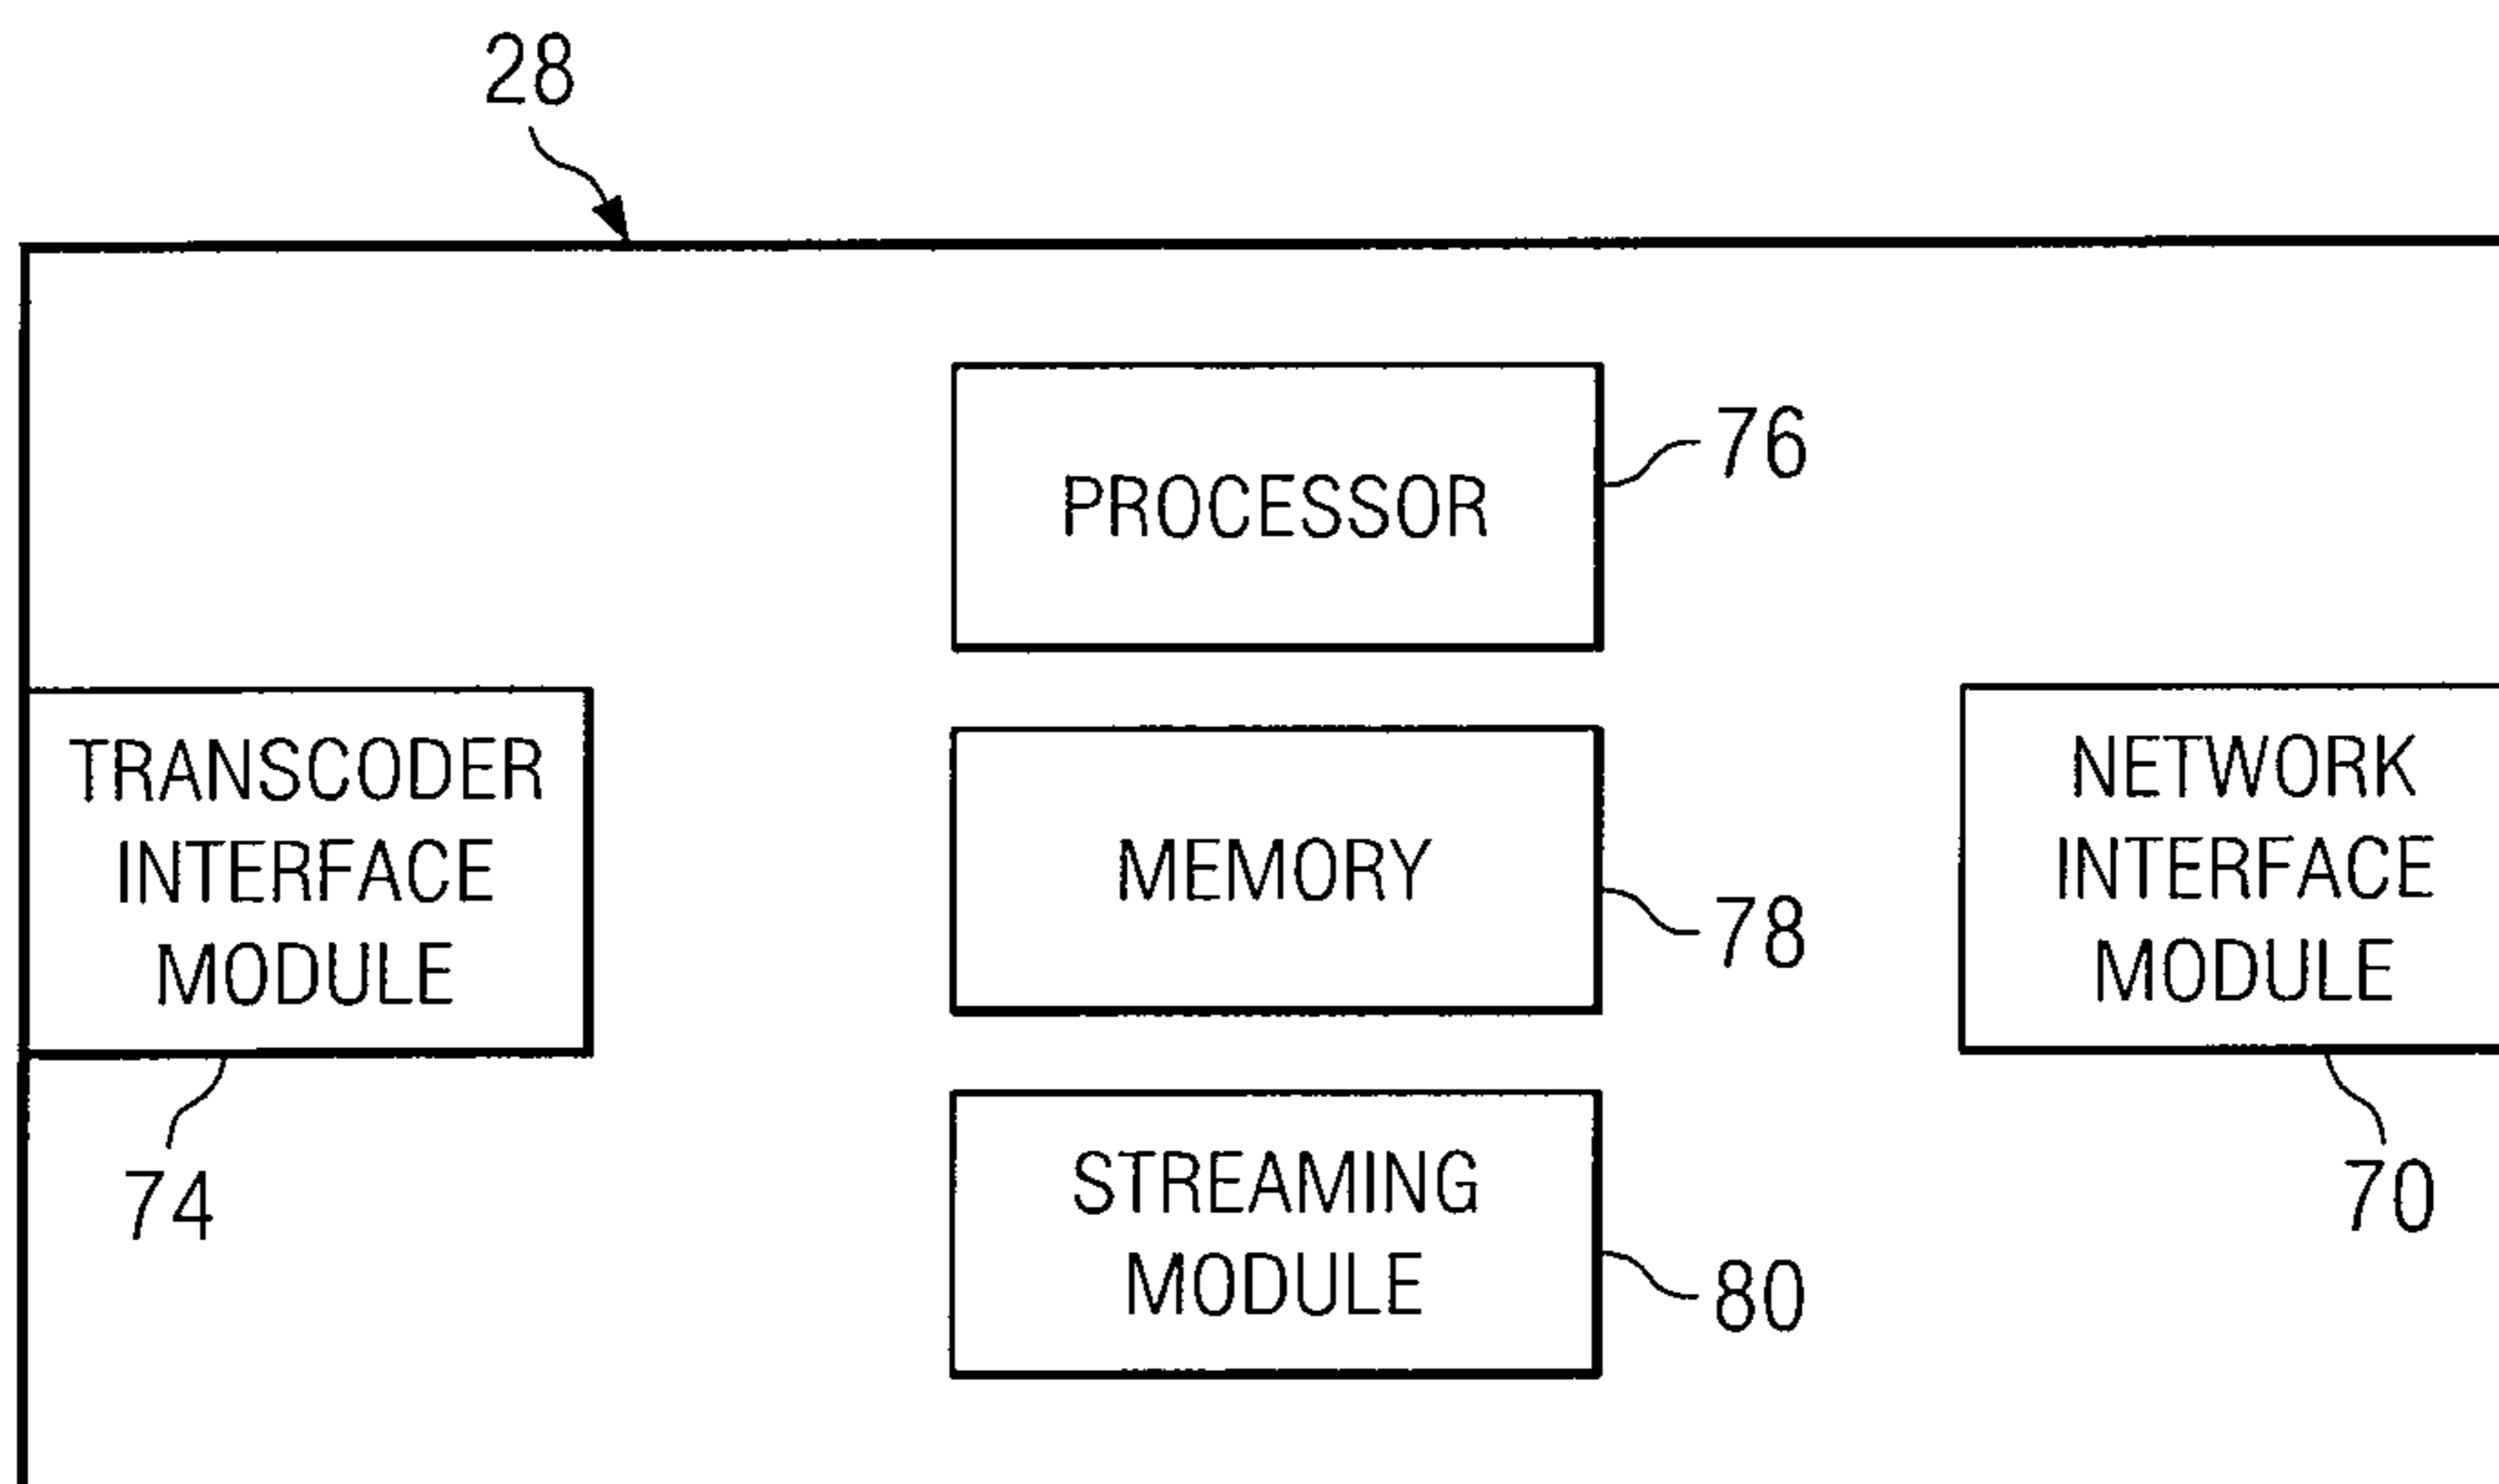 28
PROCESSOR
76
TRANSCODER
INTERFACE
MODULE
74
MEMORY
78
NETWORK
INTERFACE
MODULE
70
STREAMING
MODULE
80